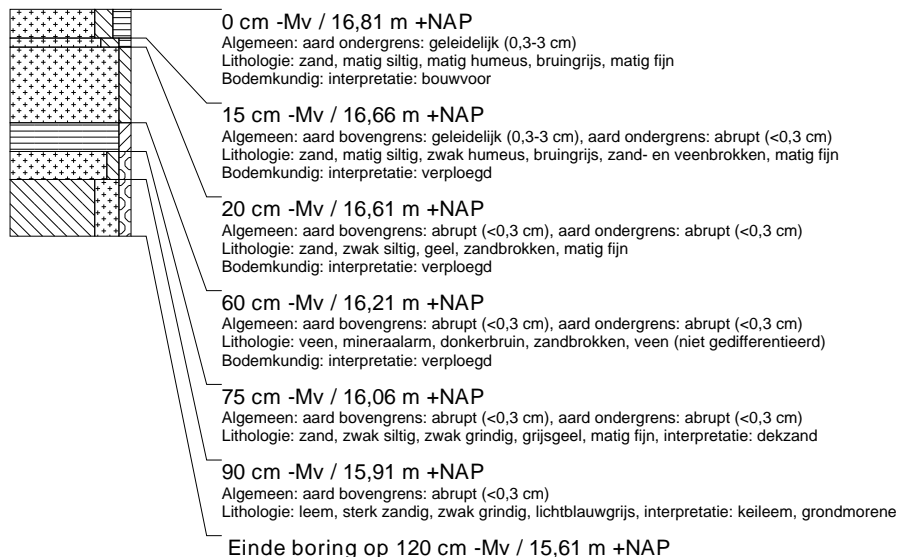 0 cm -Mv / 16,81 m +NAP
Algemeen: aard ondergrens: geleidelijk (0,3-3 cm)
Lithologie: zand, matig siltig, matig humeus, bruingrijs, matig fijn
Bodemkundig: interpretatie: bouwvoor
15 cm -Mv / 16,66 m +NAP
Algemeen: aard bovengrens: geleidelijk (0,3-3 cm), aard ondergrens: abrupt (<0,3 cm)
Lithologie: zand, matig siltig, zwak humeus, bruingrijs, zand- en veenbrokken, matig fijn
Bodemkundig: interpretatie: verploegd
20 cm -Mv / 16,61 m +NAP
Algemeen: aard bovengrens: abrupt (<0,3 cm), aard ondergrens: abrupt (<0,3 cm)
Lithologie: zand, zwak siltig, geel, zandbrokken, matig fijn
Bodemkundig: interpretatie: verploegd
60 cm -Mv / 16,21 m +NAP
Algemeen: aard bovengrens: abrupt (<0,3 cm), aard ondergrens: abrupt (<0,3 cm)
Lithologie: veen, mineraalarm, donkerbruin, zandbrokken, veen (niet gedifferentieerd)
Bodemkundig: interpretatie: verploegd
75 cm -Mv / 16,06 m +NAP
Algemeen: aard bovengrens: abrupt (<0,3 cm), aard ondergrens: abrupt (<0,3 cm)
Lithologie: zand, zwak siltig, zwak grindig, grijsgeel, matig fijn, interpretatie: dekzand
90 cm -Mv / 15,91 m +NAP
Algemeen: aard bovengrens: abrupt (<0,3 cm)
Lithologie: leem, sterk zandig, zwak grindig, lichtblauwgrijs, interpretatie: keileem, grondmorene
Einde boring op 120 cm -Mv / 15,61 m +NAP